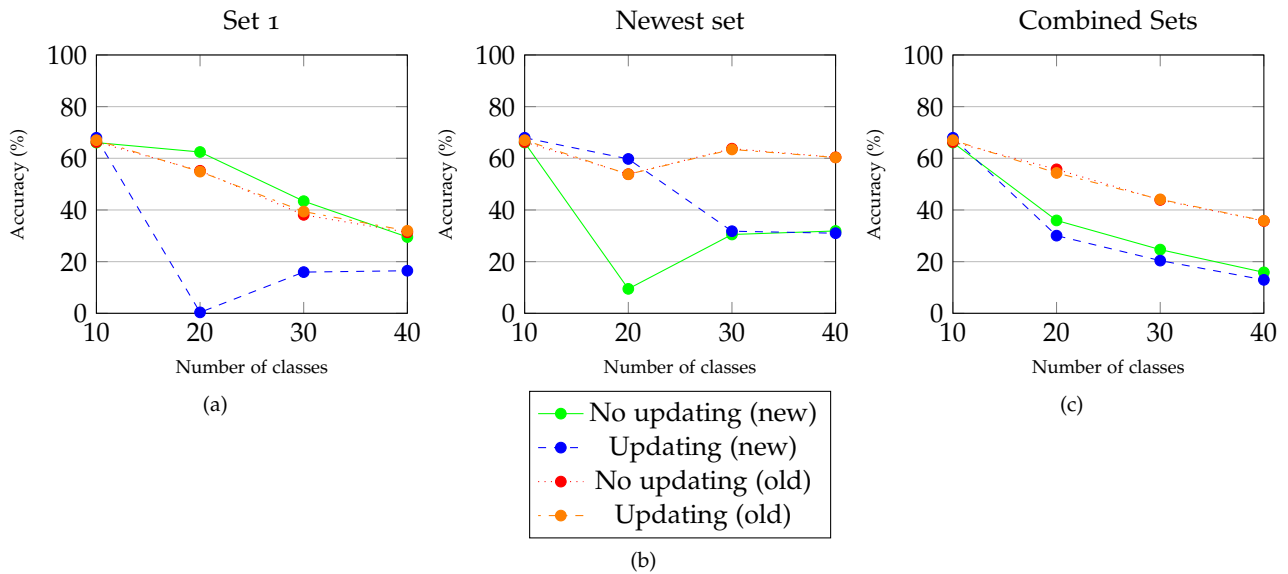 Set 1
Newest set
Combined Sets
100
80
60
40
20
0
10 20 30 40
Accuracy (%)
Number of classes
(a)
100
80
60
40
20
0
10 20 30 40
Accuracy (%)
Number of classes
No updating (new)
Updating (new)
No updating (old)
Updating (old)
(b)
100
80
60
40
20
0
10 20 30 40
Accuracy (%)
Number of classes
(c)